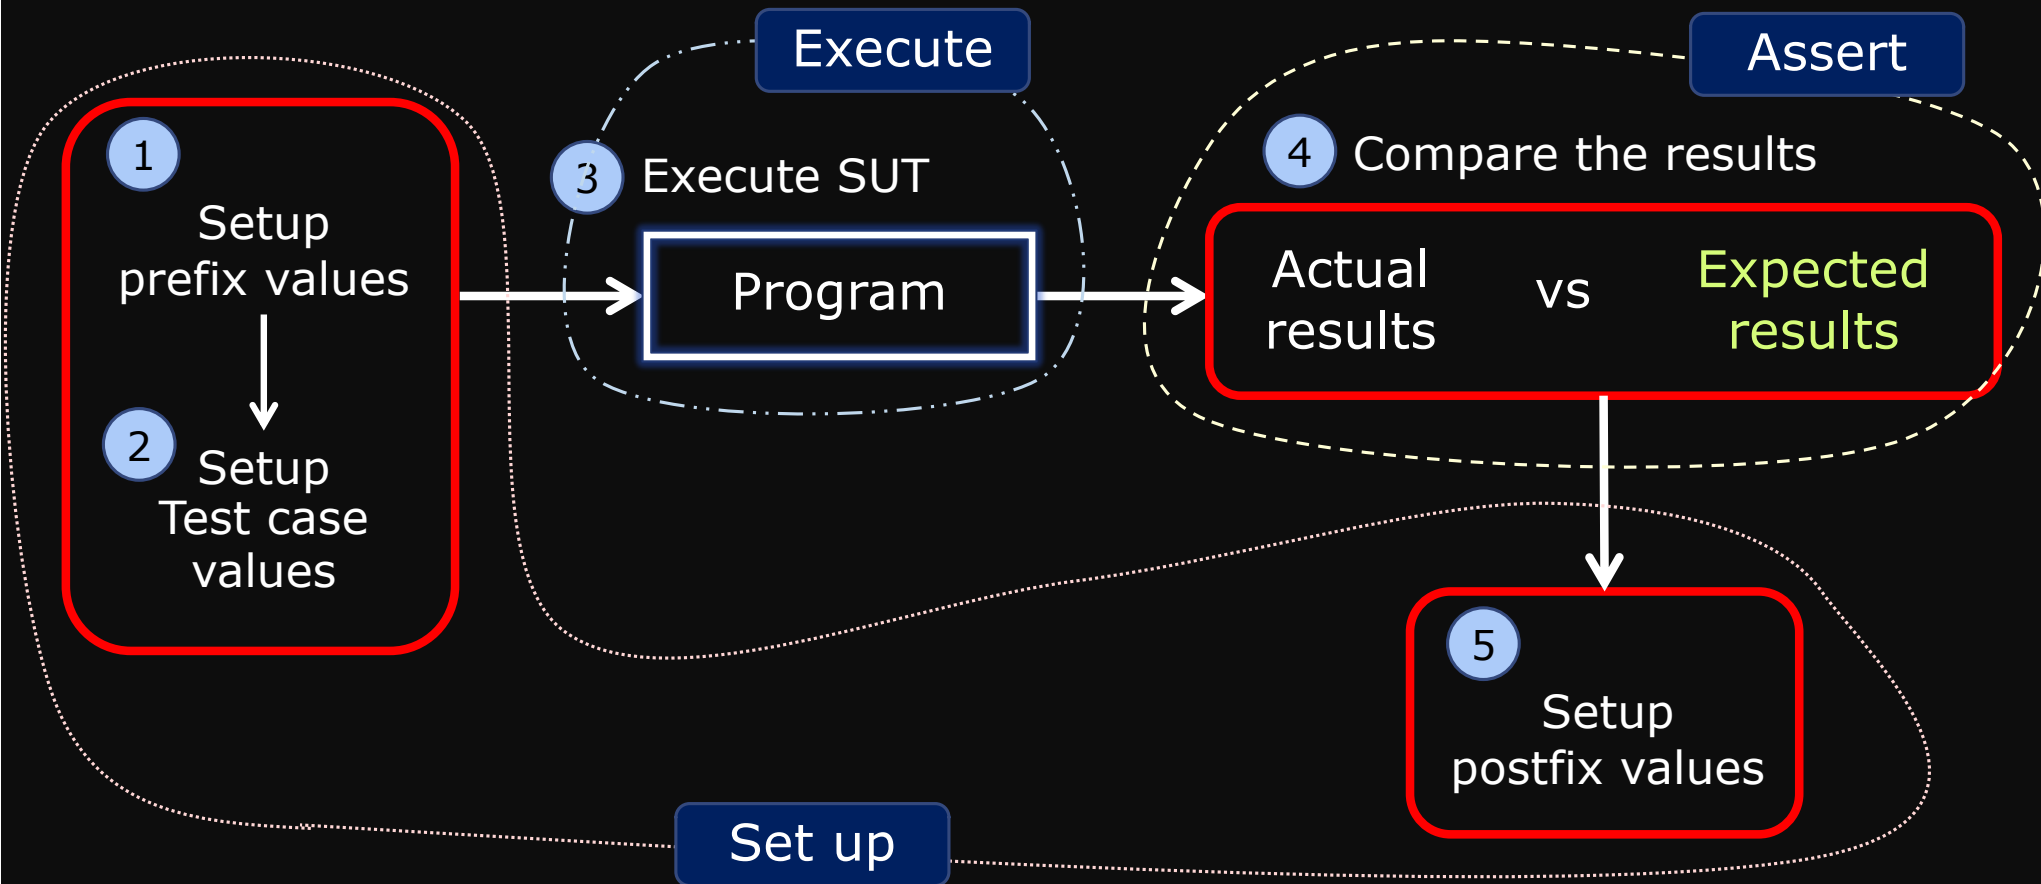 Execute
Assert
1
Setup
prefix values
2
Setup
Test case
values
3
Execute SUT
Program
4
Compare the results
Actual
results
vs
Expected
results
5
Setup
postfix values
Set up